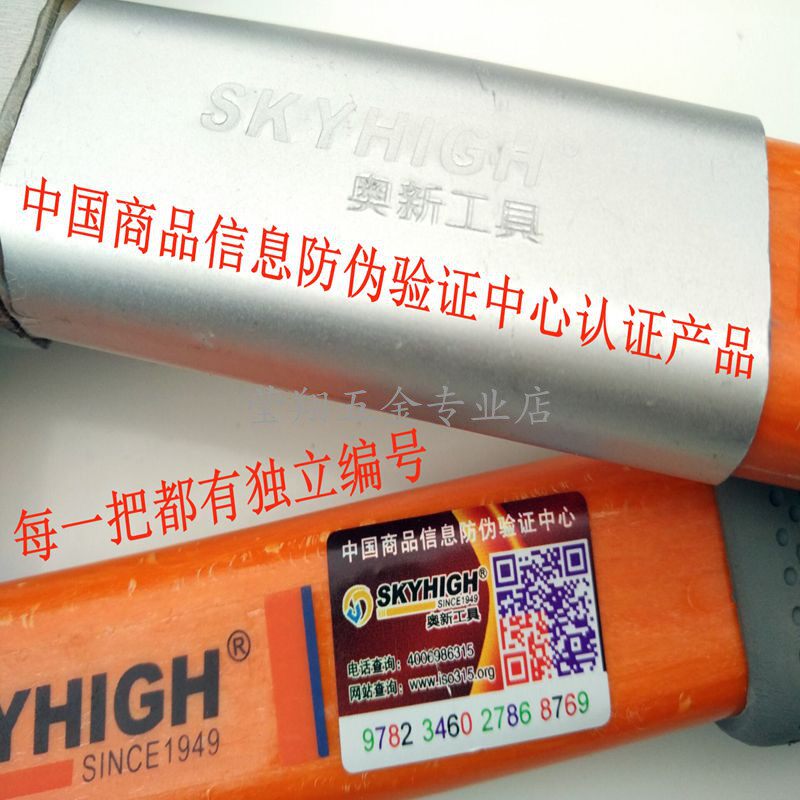 SKYHIGH®
奥新工具
中国商品信息防伪验证中心认证产品
莹翔五金专业店
每一把都有独立编号
中国商品信息防伪验证中心
SKYHIGH®
SINCE1949
奥新工具
电话查询: 4006986315
网站查询: www.iso315.org
9782 3460 2786 8769
YHIGH®
SINCE1949